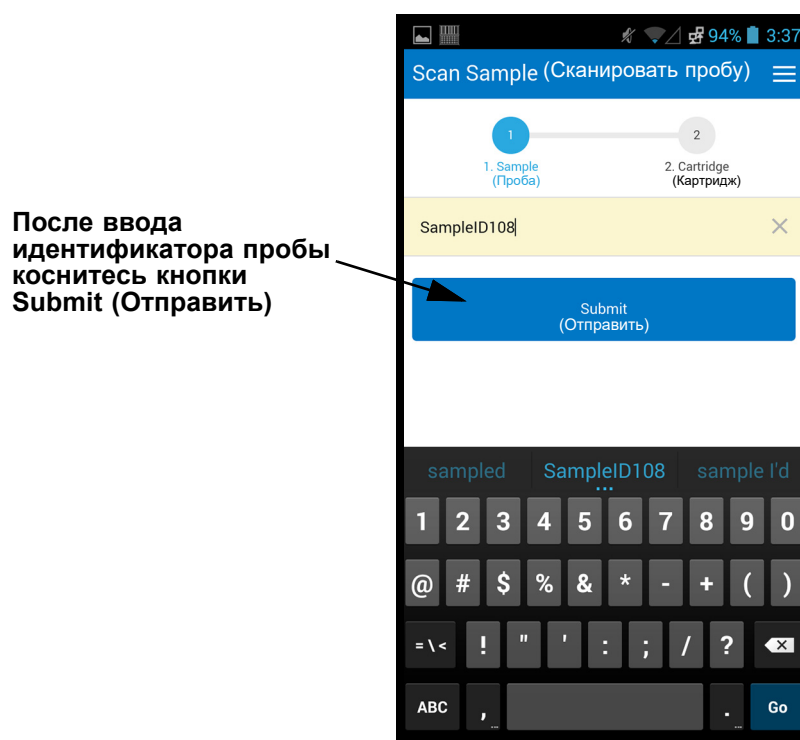 94% 3:37
Scan Sample (Сканировать пробу)
1 2
1. Sample 2. Cartridge
(Проба) (Картридж)
После ввода
идентификатора пробы
коснитесь кнопки
Submit (Отправить)
SampleID108
Submit
(Отправить)
sampled SampleID108 sample I'd
1 2 3 4 5 6 7 8 9 0
@ # $ % & * - + ( )
= \ < ! " ' : ; / ?
ABC , . Go